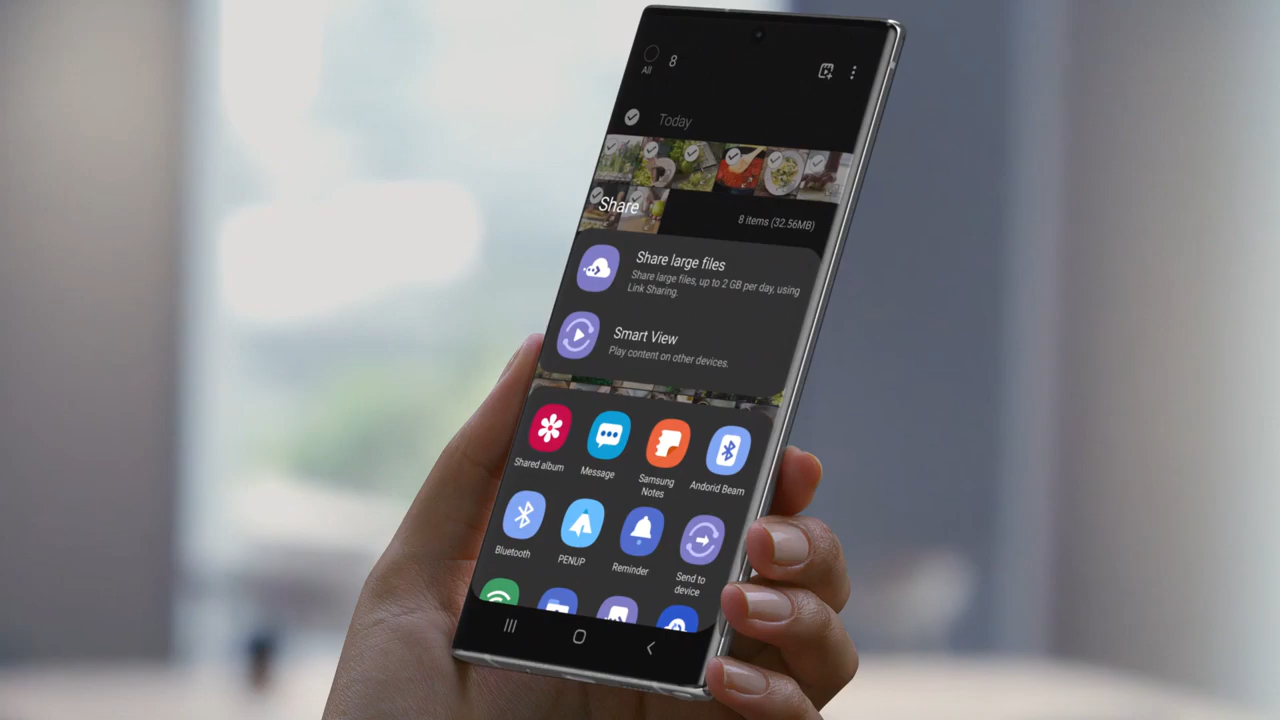 All
8
Today
Share
8 items (32.56MB)
Share large files
Share large files, up to 2 GB per day, using
Link Sharing.
Smart View
Play content on other devices.
Shared album
Message
Samsung
Notes
Andorid Beam
Bluetooth
PENUP
Reminder
Send to
device